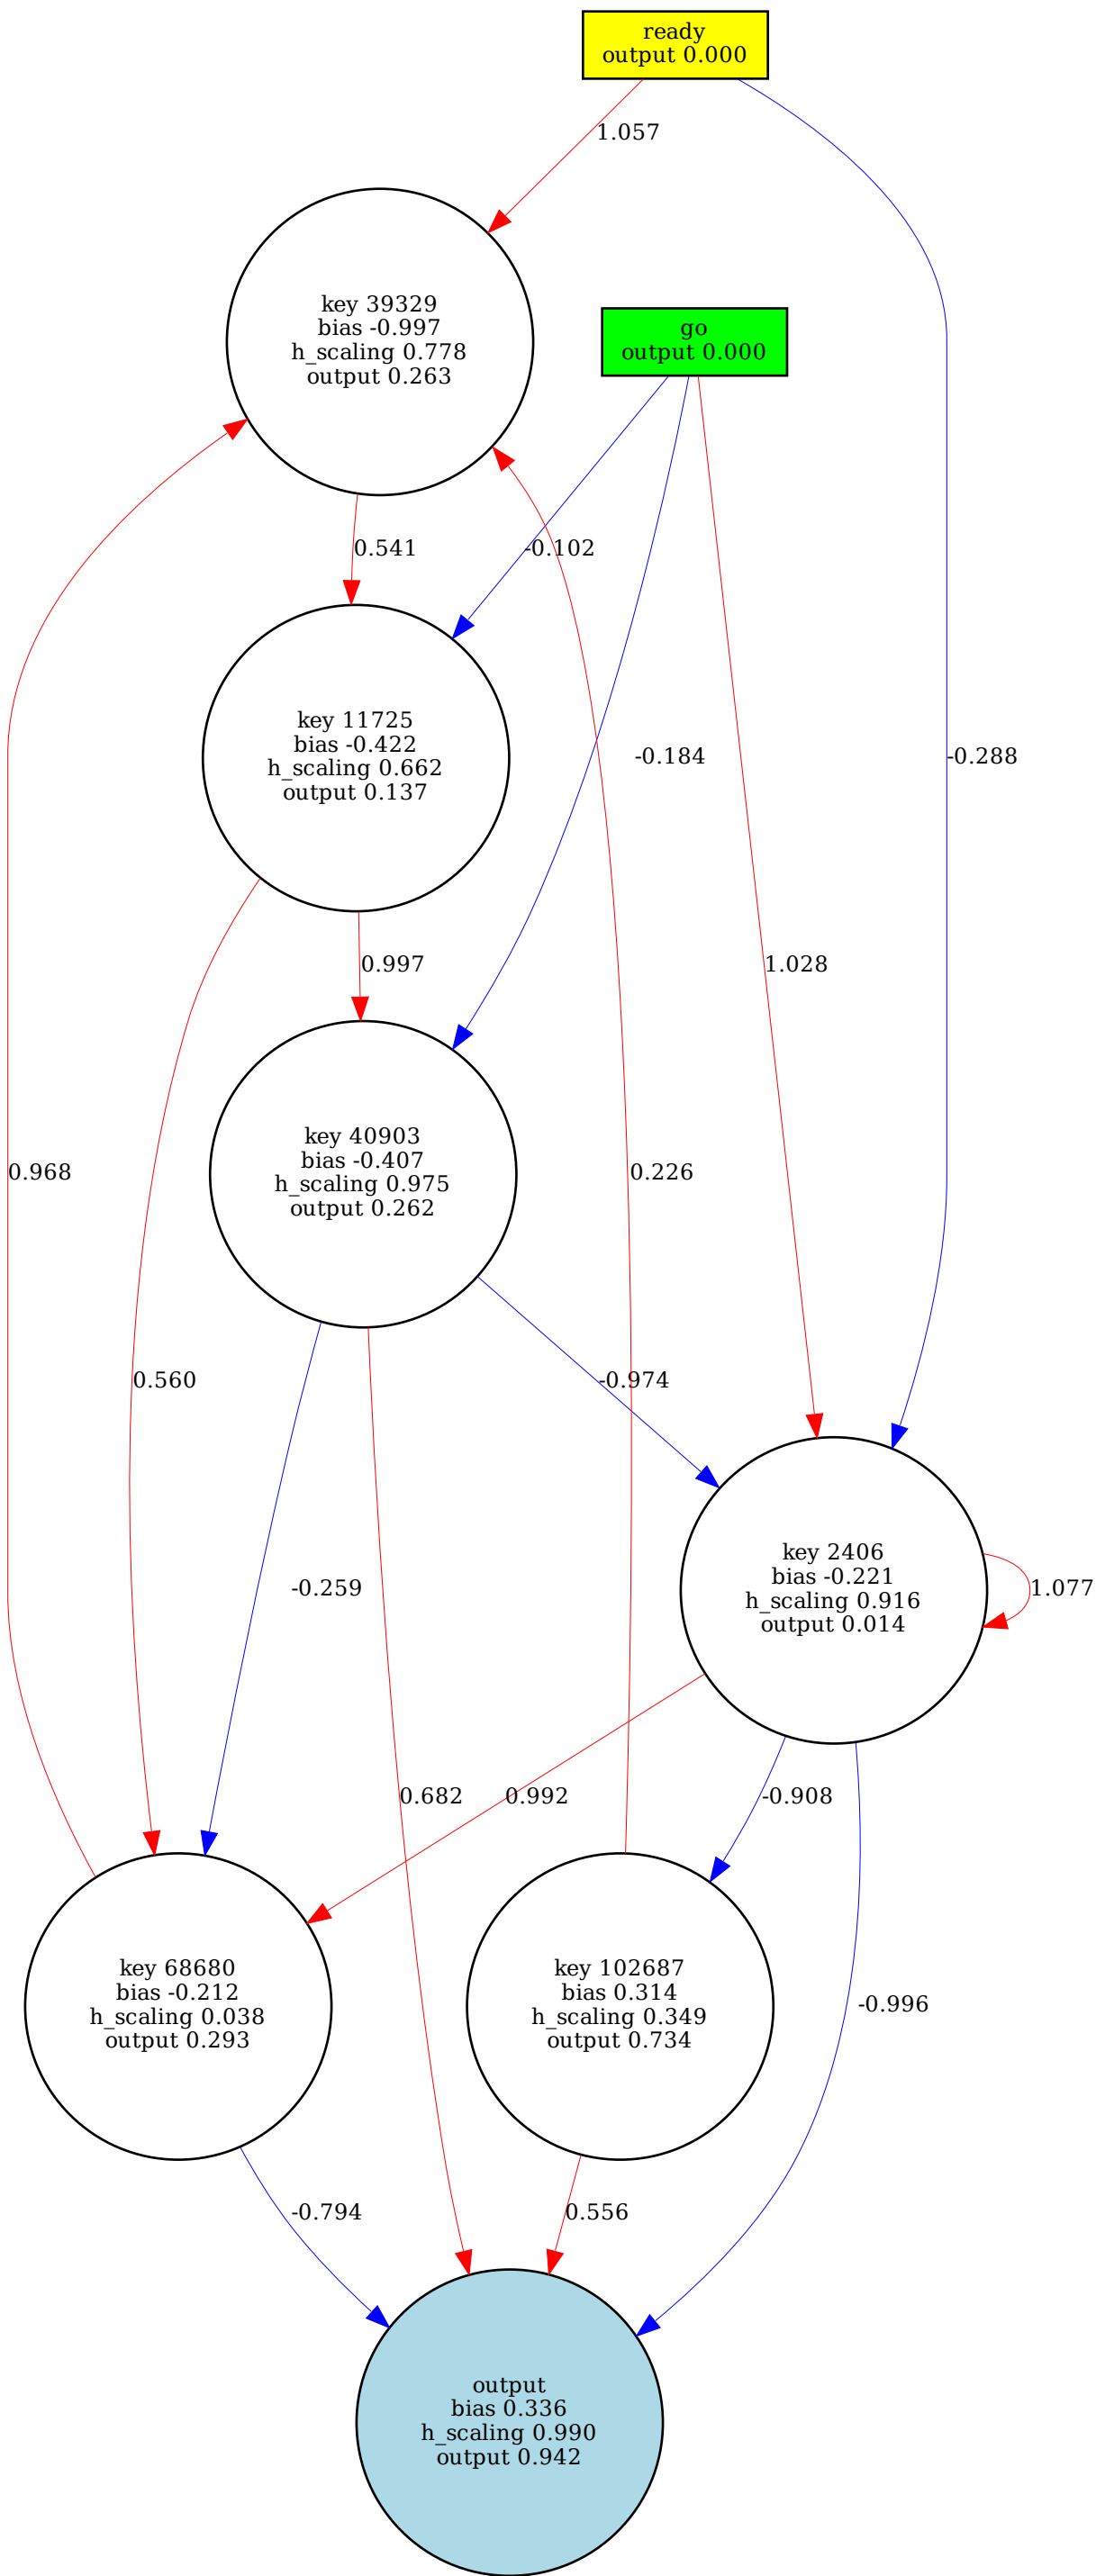 ready
output 0.000
1.057
key 39329
bias -0.997
h_scaling 0.778
output 0.263
go
output 0.000
0.541
-0.102
key 11725
bias -0.422
h_scaling 0.662
output 0.137
-0.184
-0.288
0.997
1.028
key 40903
bias -0.407
h_scaling 0.975
output 0.262
0.968
0.226
0.560
-0.974
key 2406
bias -0.221
h_scaling 0.916
output 0.014
-0.259
1.077
0.682
0.992
-0.908
key 68680
bias -0.212
h_scaling 0.038
output 0.293
key 102687
bias 0.314
h_scaling 0.349
output 0.734
-0.996
-0.794
0.556
output
bias 0.336
h_scaling 0.990
output 0.942